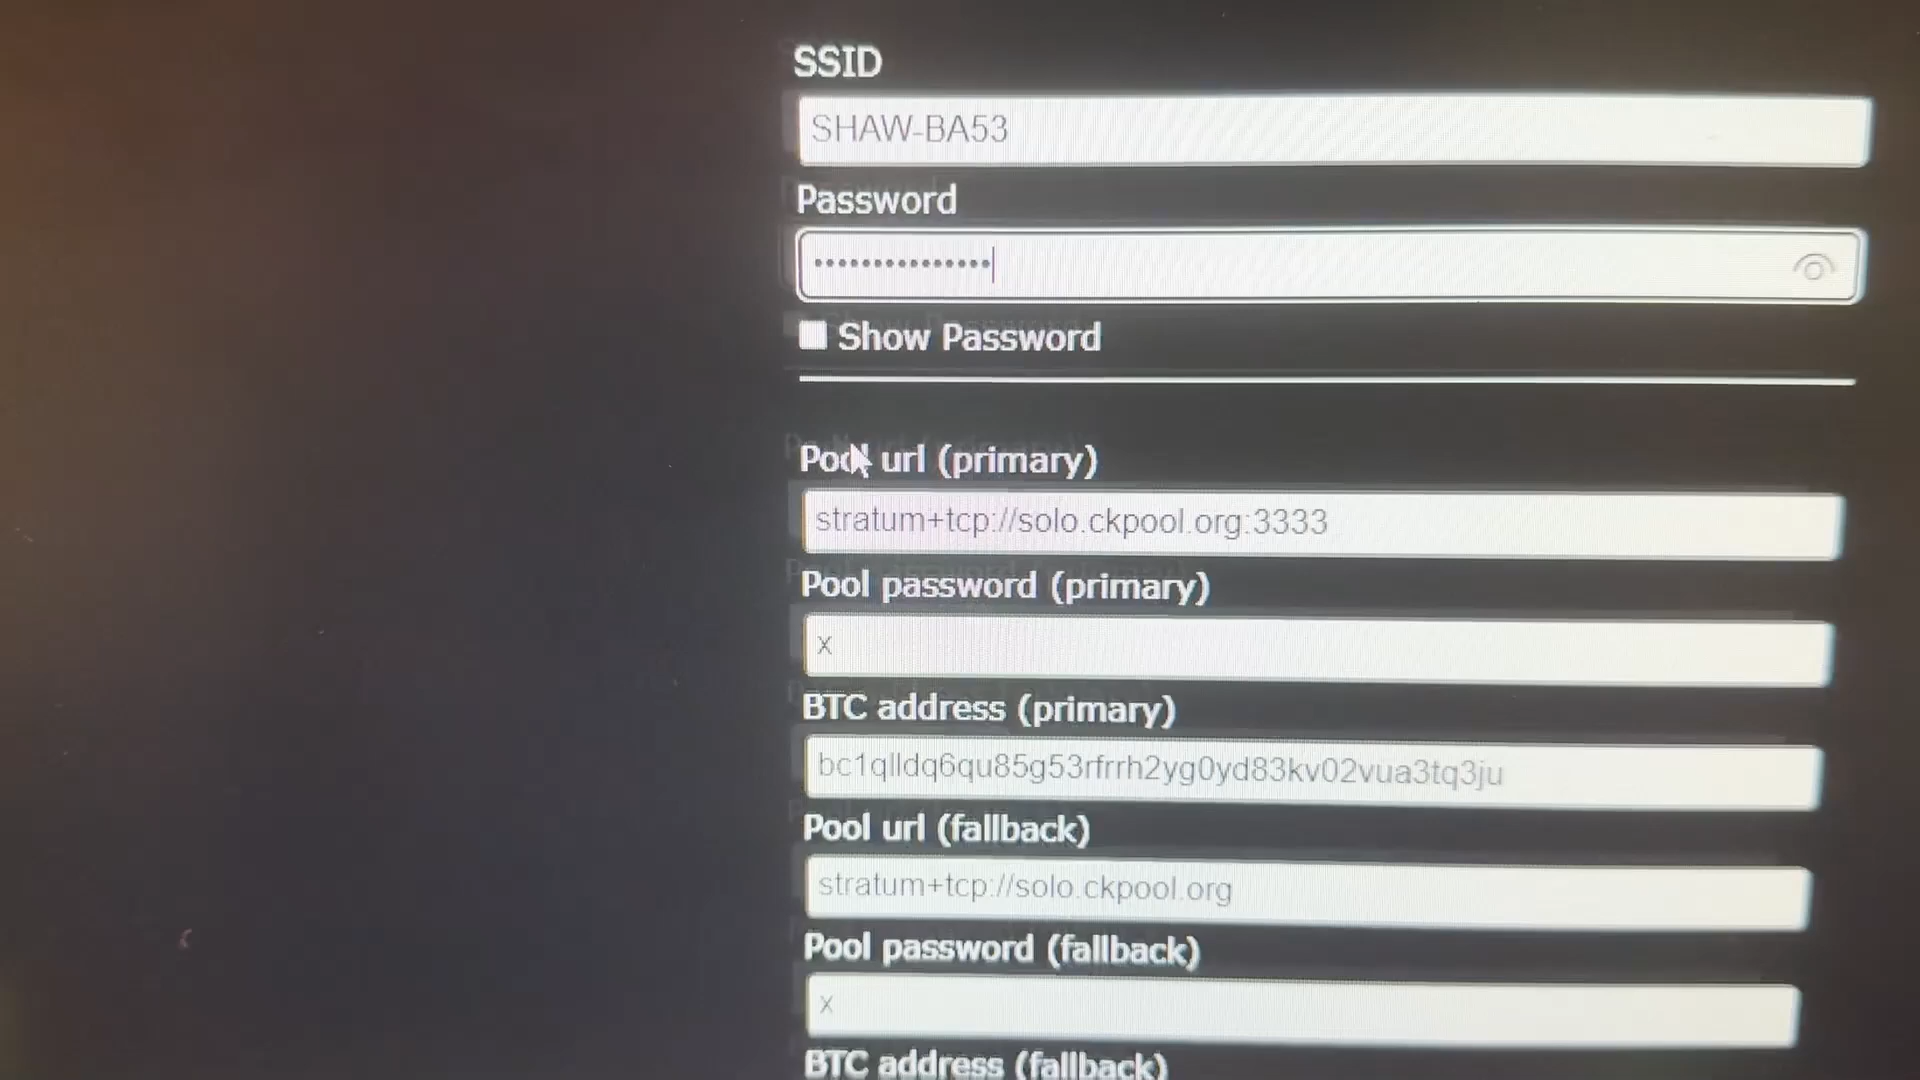 SSID
SHAW-BA53
Password
•••••••••••••••
Show Password
Pool url (primary)
stratum+tcp://solo.ckpool.org:3333
Pool password (primary)
x
BTC address (primary)
bc1qlldq6qu85g53rfrrh2yg0yd83kv02vua3tq3ju
Pool url (fallback)
stratum+tcp://solo.ckpool.org
Pool password (fallback)
x
BTC address (fallback)